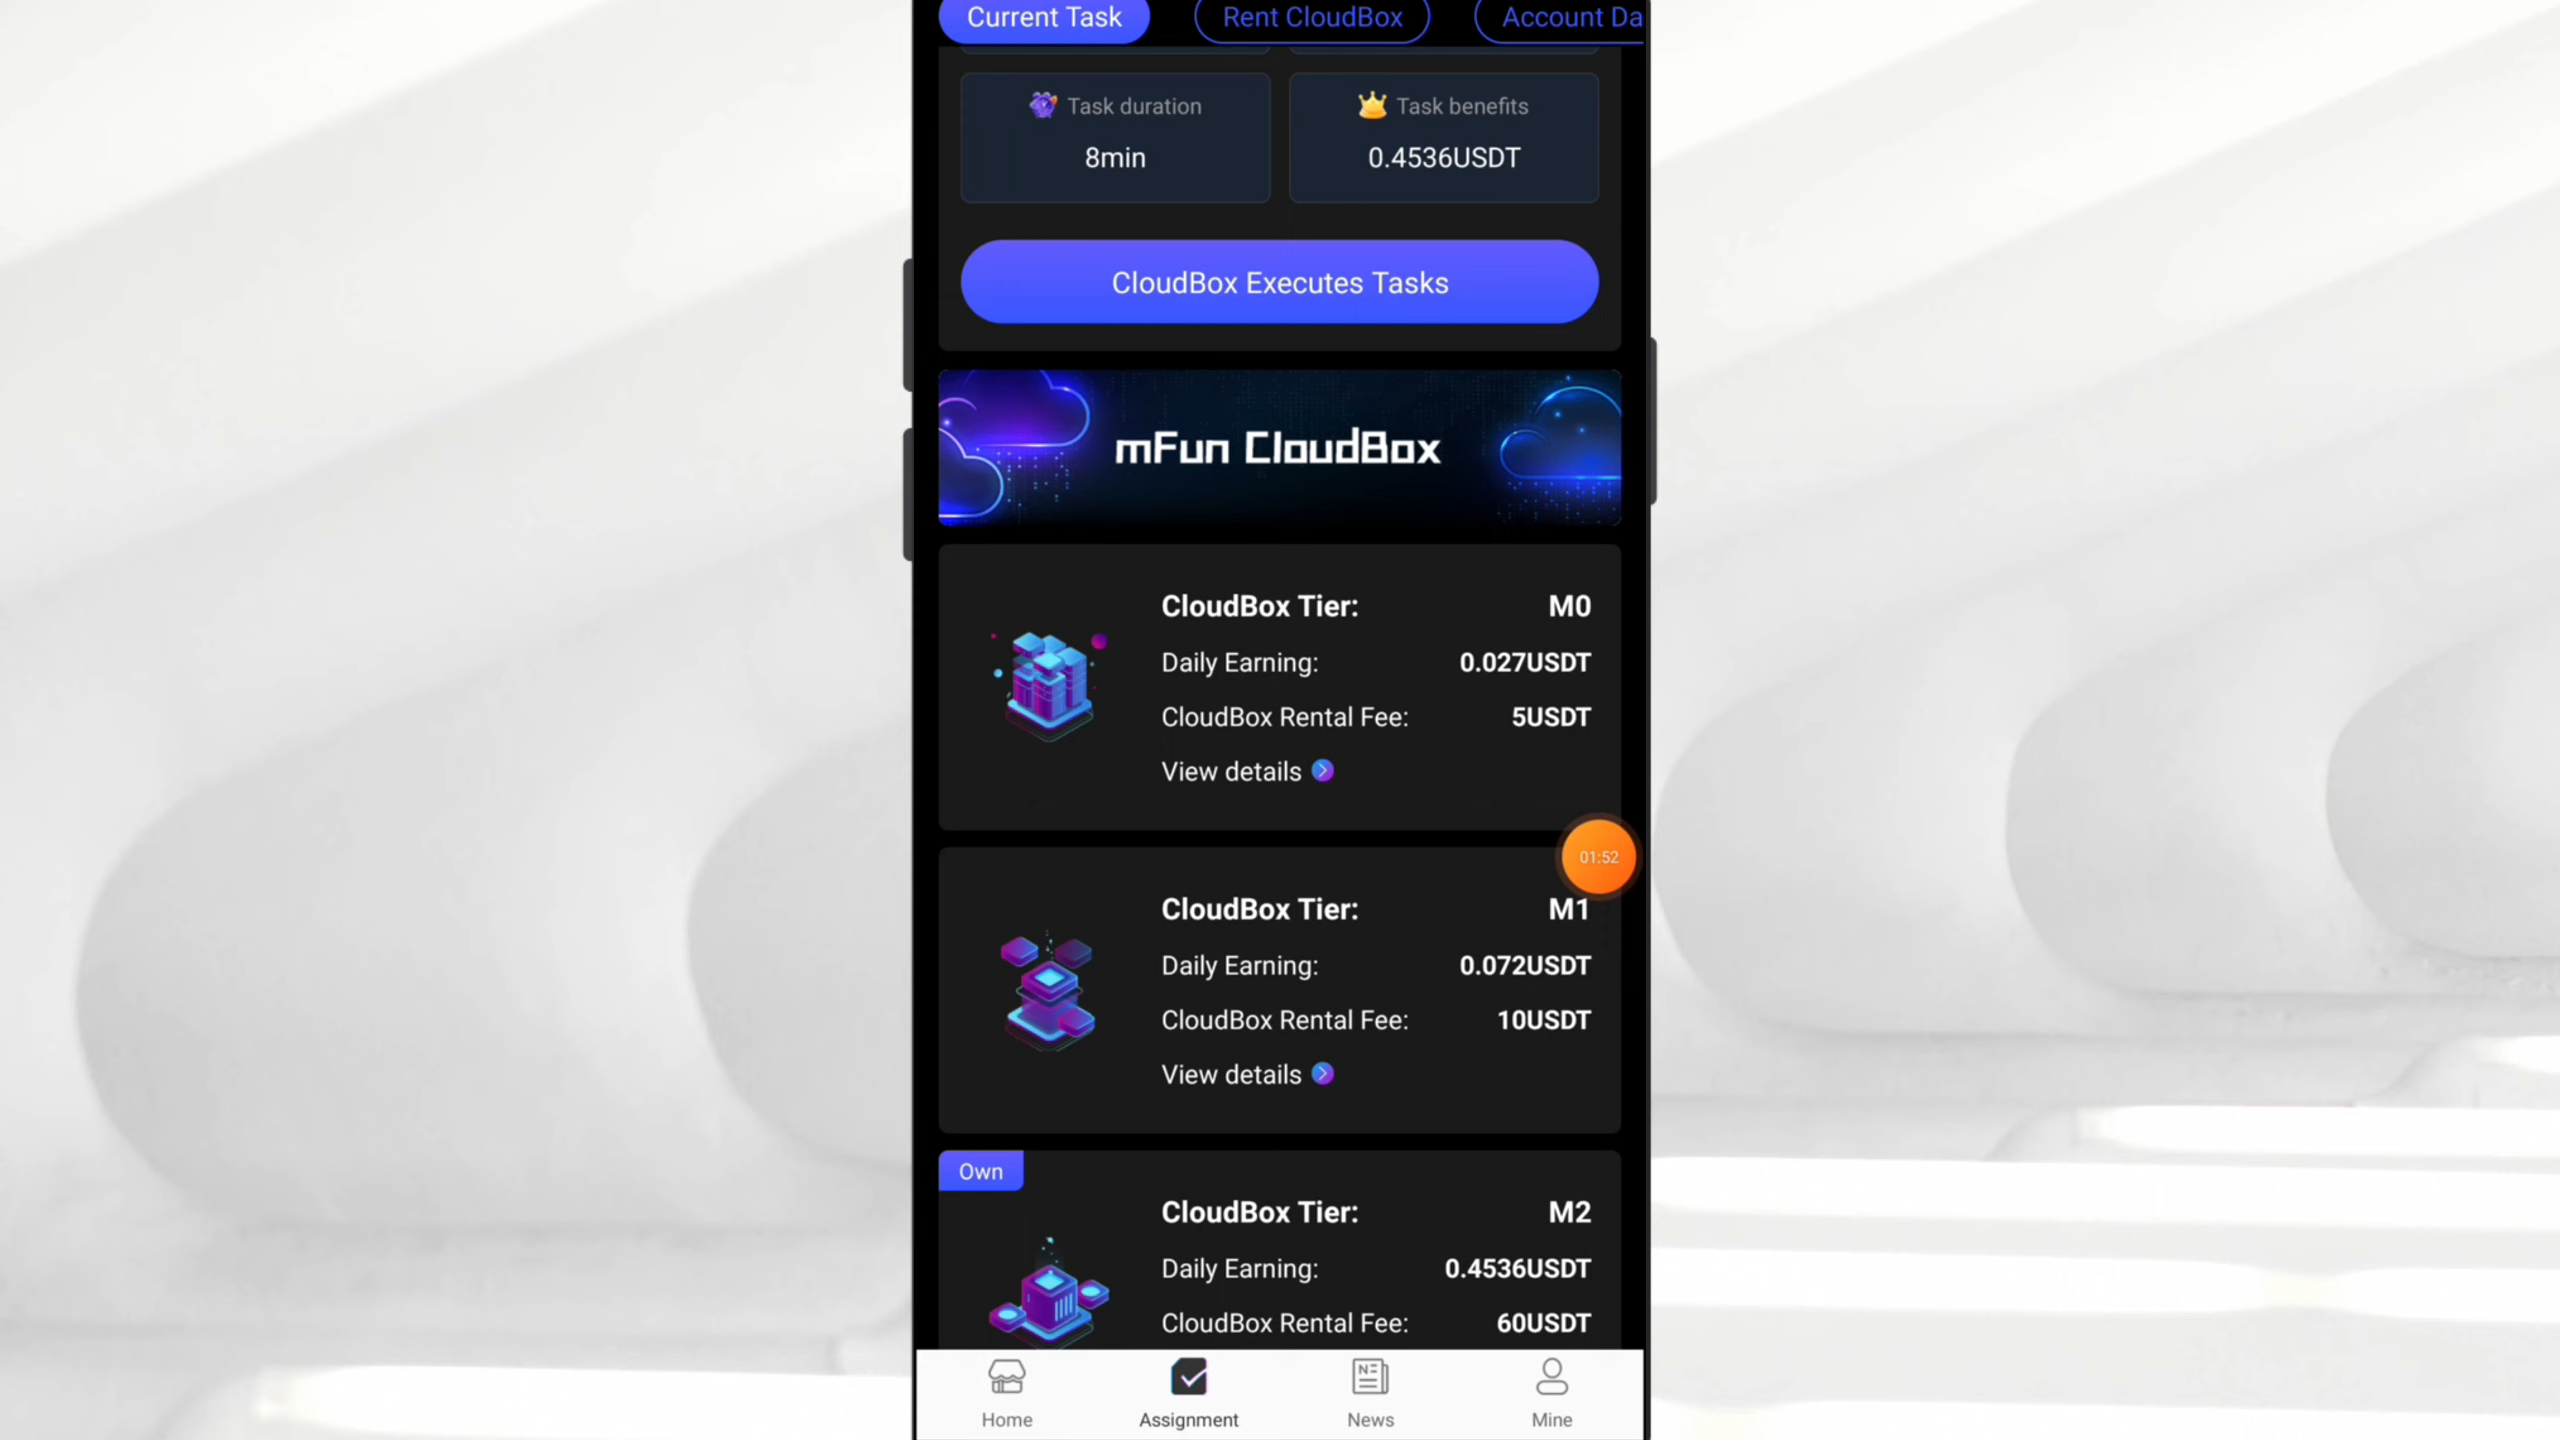 Current Task
Rent CloudBox
Account Da
Task duration
Task benefits
8min
0.4536USDT
CloudBox Executes Tasks
mFun CloudBox
CloudBox Tier: M0
Daily Earning: 0.027USDT
CloudBox Rental Fee: 5USDT
View details
01:52
CloudBox Tier: M1
Daily Earning: 0.072USDT
CloudBox Rental Fee: 10USDT
View details
Own
CloudBox Tier: M2
Daily Earning: 0.4536USDT
CloudBox Rental Fee: 60USDT
Home
Assignment
News
Mine